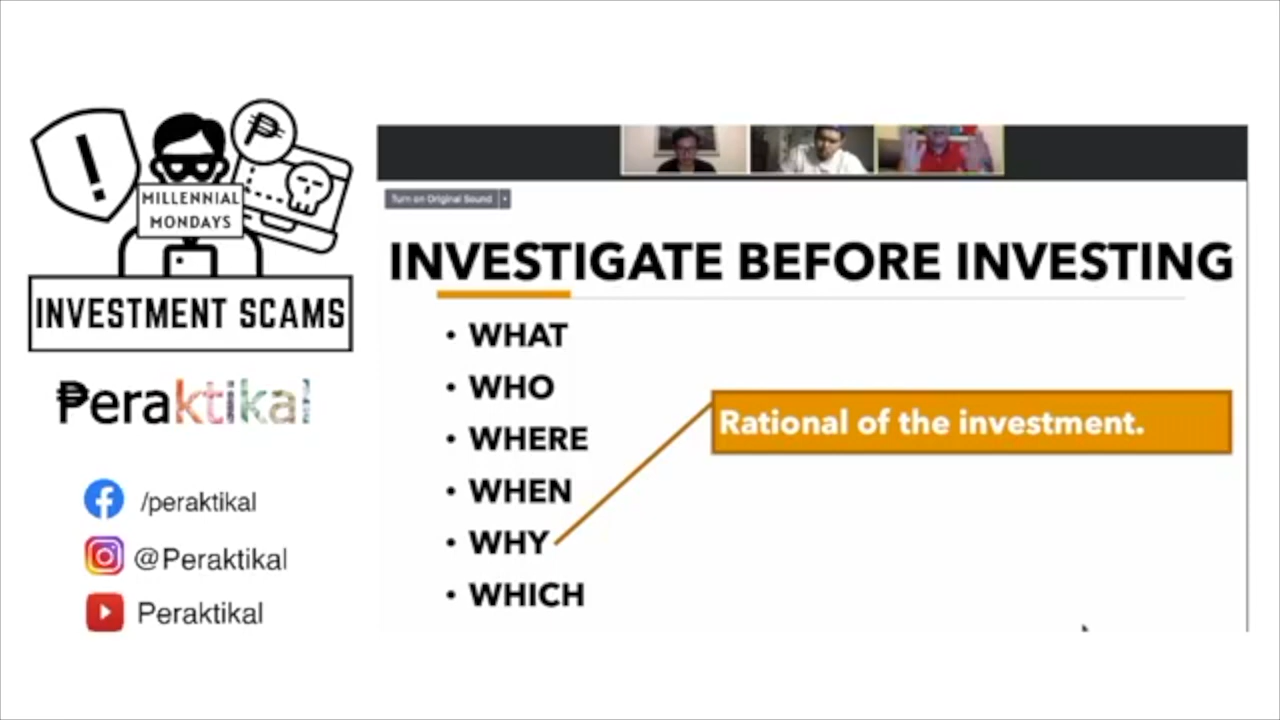 MILLENNIAL
MONDAYS
INVESTMENT SCAMS
₱eraktikal
/peraktikal
@Peraktikal
Peraktikal
Turn on Original Sound
INVESTIGATE BEFORE INVESTING
• WHAT
• WHO
• WHERE
• WHEN
• WHY
• WHICH
Rational of the investment.